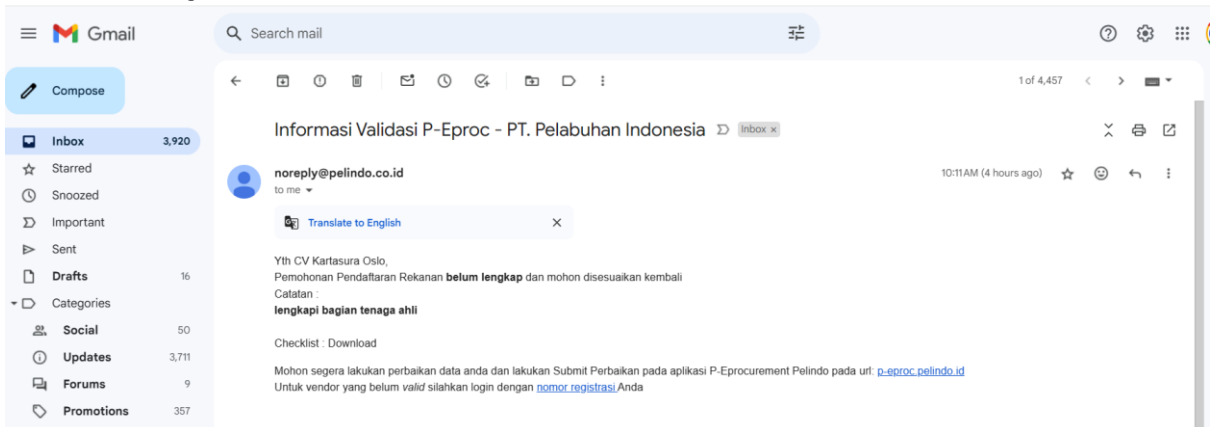 Gmail
Search mail
Compose
1 of 4,457
Inbox 3,920
Starred
Snoozed
Important
Sent
Drafts 16
Categories
Social 50
Updates 3,711
Forums 9
Promotions 357
Informasi Validasi P-Eproc - PT. Pelabuhan Indonesia Inbox x
noreply@pelindo.co.id 10:11 AM (4 hours ago)
to me
Translate to English
Yth CV Kartasura Oslo,
Pemohonan Pendaftaran Rekanan belum lengkap dan mohon disesuaikan kembali
Catatan :
lengkapi bagian tenaga ahli
Checklist : Download
Mohon segera lakukan perbaikan data anda dan lakukan Submit Perbaikan pada aplikasi P-Eprocurement Pelindo pada url: p-eproc.pelindo.id
Untuk vendor yang belum valid silahkan login dengan nomor registrasi Anda